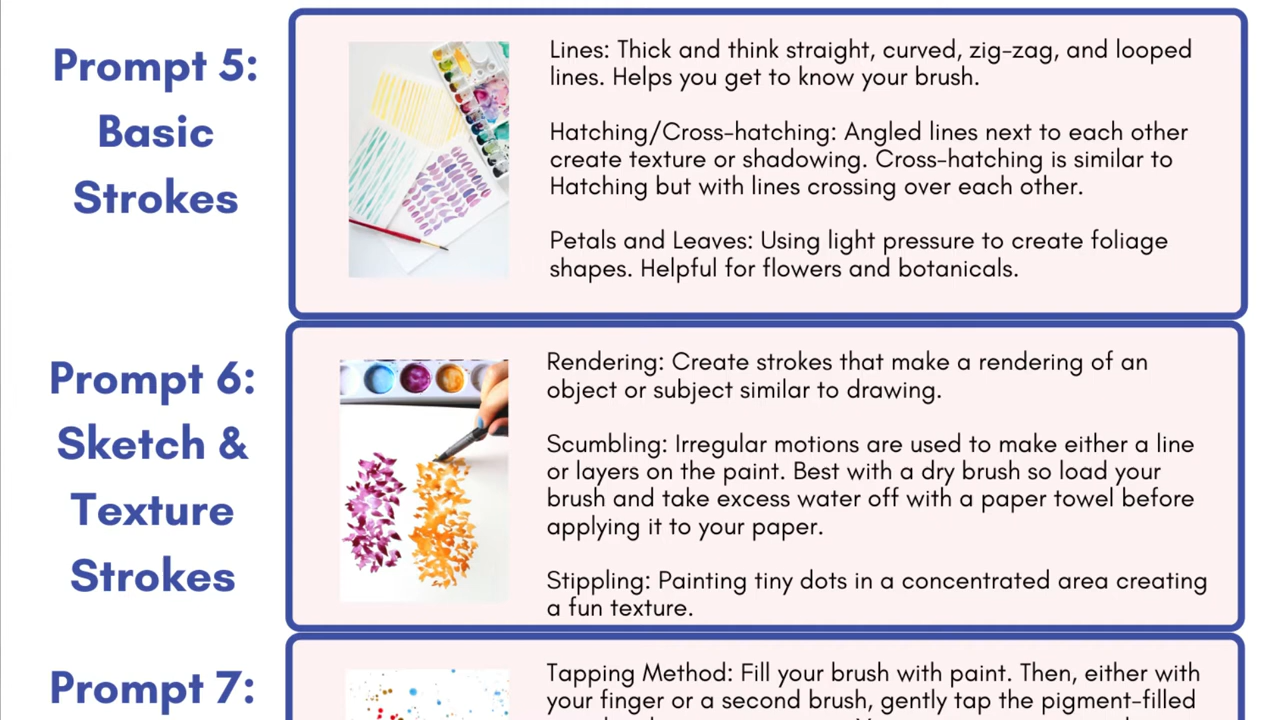 Prompt 5:
Basic
Strokes
Lines: Thick and think straight, curved, zig-zag, and looped
lines. Helps you get to know your brush.
Hatching/Cross-hatching: Angled lines next to each other
create texture or shadowing. Cross-hatching is similar to
Hatching but with lines crossing over each other.
Petals and Leaves: Using light pressure to create foliage
shapes. Helpful for flowers and botanicals.
Prompt 6:
Sketch &
Texture
Strokes
Rendering: Create strokes that make a rendering of an
object or subject similar to drawing.
Scumbling: Irregular motions are used to make either a line
or layers on the paint. Best with a dry brush so load your
brush and take excess water off with a paper towel before
applying it to your paper.
Stippling: Painting tiny dots in a concentrated area creating
a fun texture.
Prompt 7:
Tapping Method: Fill your brush with paint. Then, either with
your finger or a second brush, gently tap the pigment-filled